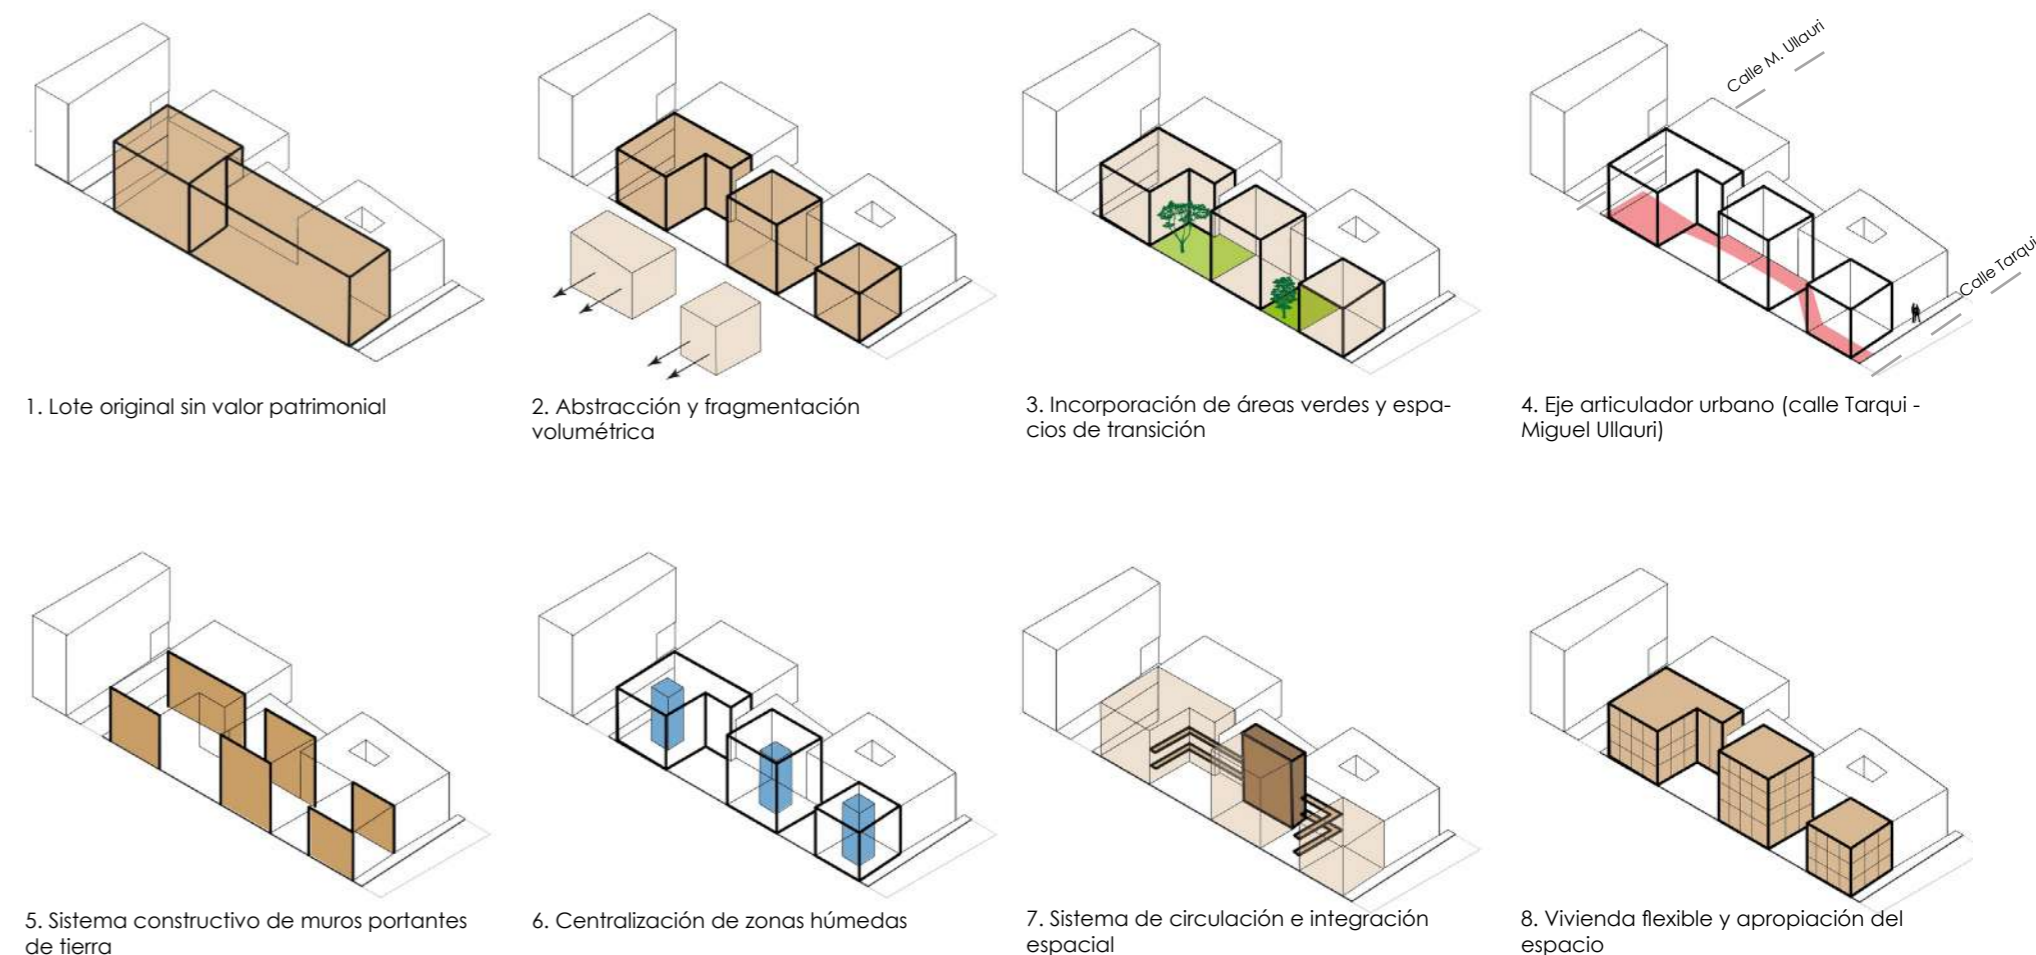 Calle M. Ullauri
Calle Tarqui
1. Lote original sin valor patrimonial
2. Abstracción y fragmentación
volumétrica
3. Incorporación de áreas verdes y espa-
cios de transición
4. Eje articulador urbano (calle Tarqui -
Miguel Ullauri)
5. Sistema constructivo de muros portantes
de tierra
6. Centralización de zonas húmedas
7. Sistema de circulación e integración
espacial
8. Vivienda flexible y apropiación del
espacio